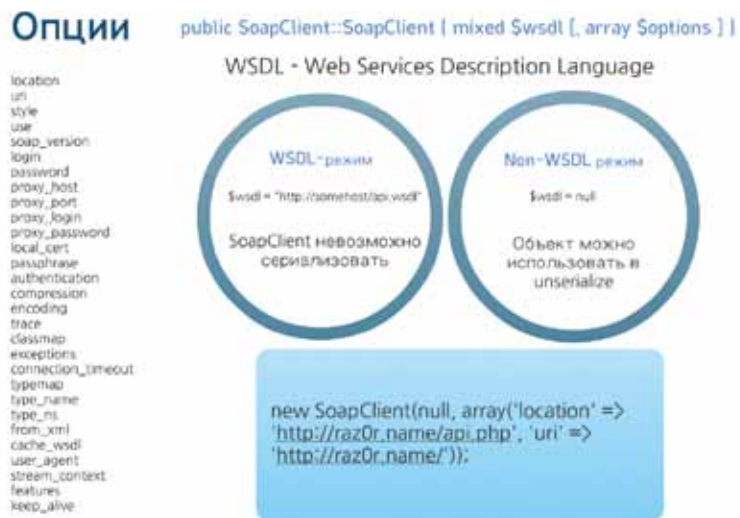 Опции
public SoapClient::SoapClient ( mixed $wsdl [, array $options ] )
WSDL - Web Services Description Language
location
uri
style
use
soap_version
login
password
proxy_host
proxy_port
proxy_login
proxy_password
local_cert
passphrase
authentication
compression
encoding
trace
classmap
exceptions
connection_timeout
typemap
type_name
type_ns
from_xml
cache_wsdl
user_agent
stream_context
features
keep_alive
WSDL-режим
$wsdl = "http://somehost/api.wsdl"
SoapClient невозможно
сериализовать
Non-WSDL режим
$wsdl = null
Объект можно
использовать в
unserialize
new SoapClient(null, array('location' =>
'http://raz0r.name/api.php', 'uri' =>
'http://raz0r.name/'));